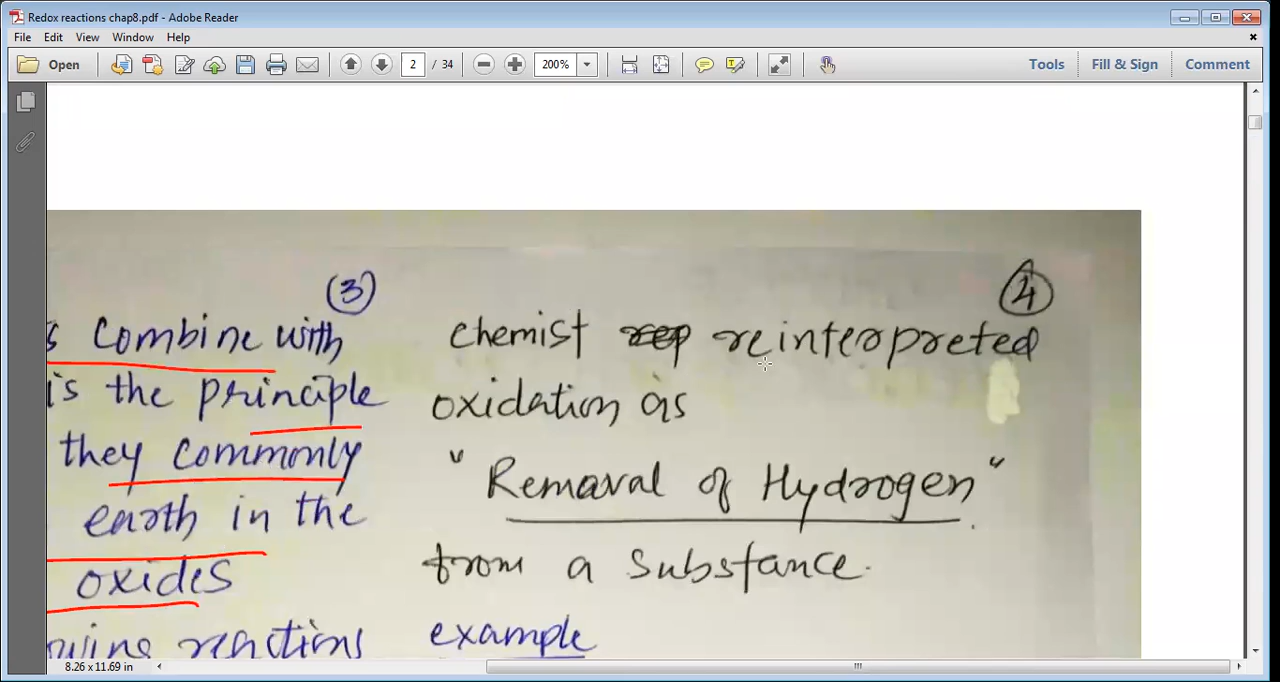 Redox reactions chap8.pdf - Adobe Reader
File Edit View Window Help
Open 2 / 34 200% Tools Fill & Sign Comment
(3)
s combine with
is the principle
they commonly
earth in the
oxides
reactions
4
chemist reinterpreted
oxidation as
"Removal of Hydrogen"
from a substance.
example
8.26 x 11.69 in